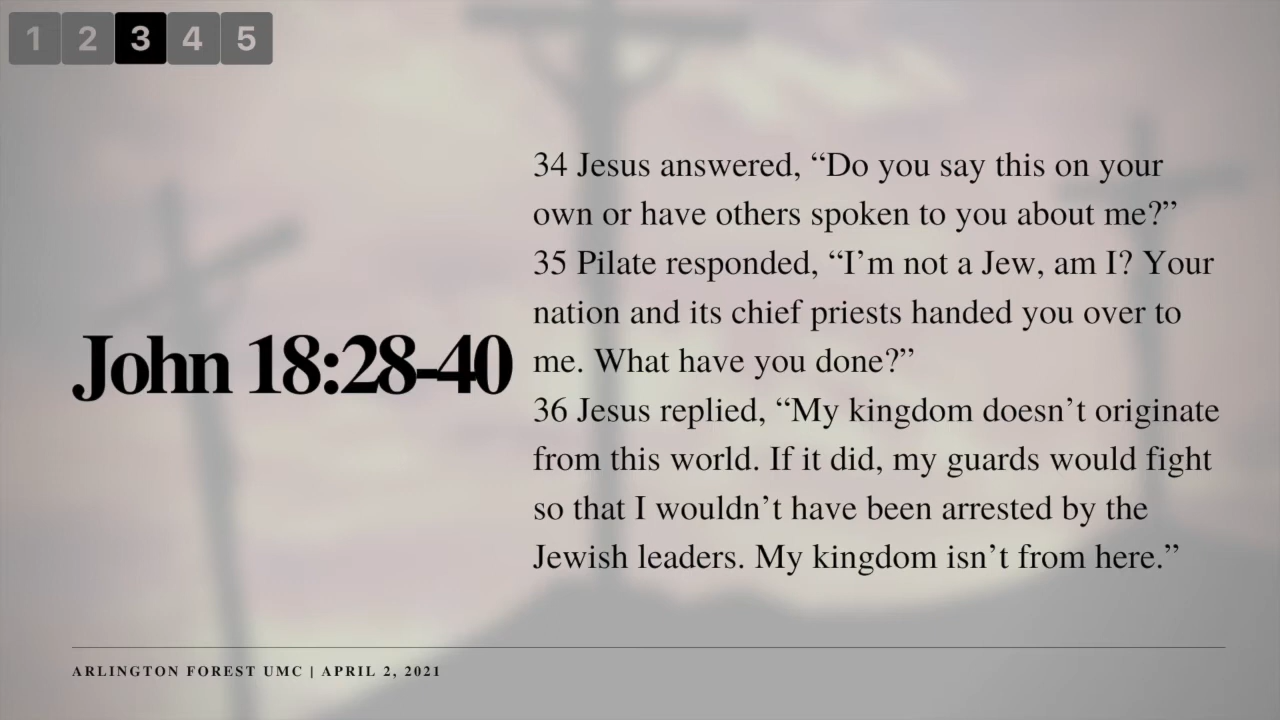 1 2 3 4 5
John 18:28-40
34 Jesus answered, “Do you say this on your
own or have others spoken to you about me?”
35 Pilate responded, “I’m not a Jew, am I? Your
nation and its chief priests handed you over to
me. What have you done?”
36 Jesus replied, “My kingdom doesn’t originate
from this world. If it did, my guards would fight
so that I wouldn’t have been arrested by the
Jewish leaders. My kingdom isn’t from here.”
ARLINGTON FOREST UMC | APRIL 2, 2021